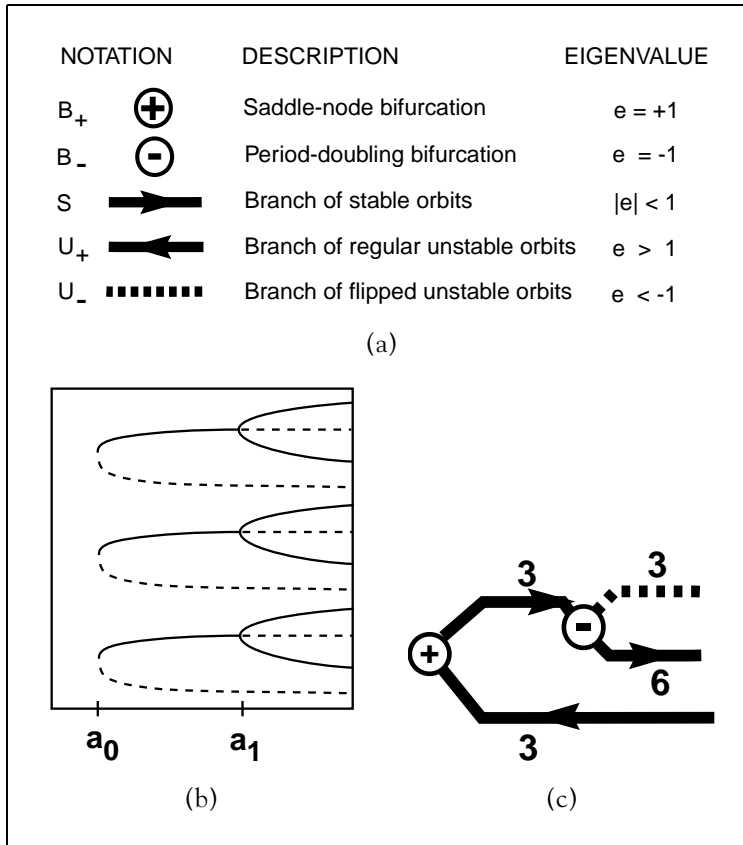 NOTATION DESCRIPTION EIGENVALUE
B+ + Saddle-node bifurcation e = +1
B- - Period-doubling bifurcation e = -1
S Branch of stable orbits |e| < 1
U+ Branch of regular unstable orbits e > 1
U- Branch of flipped unstable orbits e < -1
(a)
a0 a1
(b)
3 3
+ -
6
3
(c)